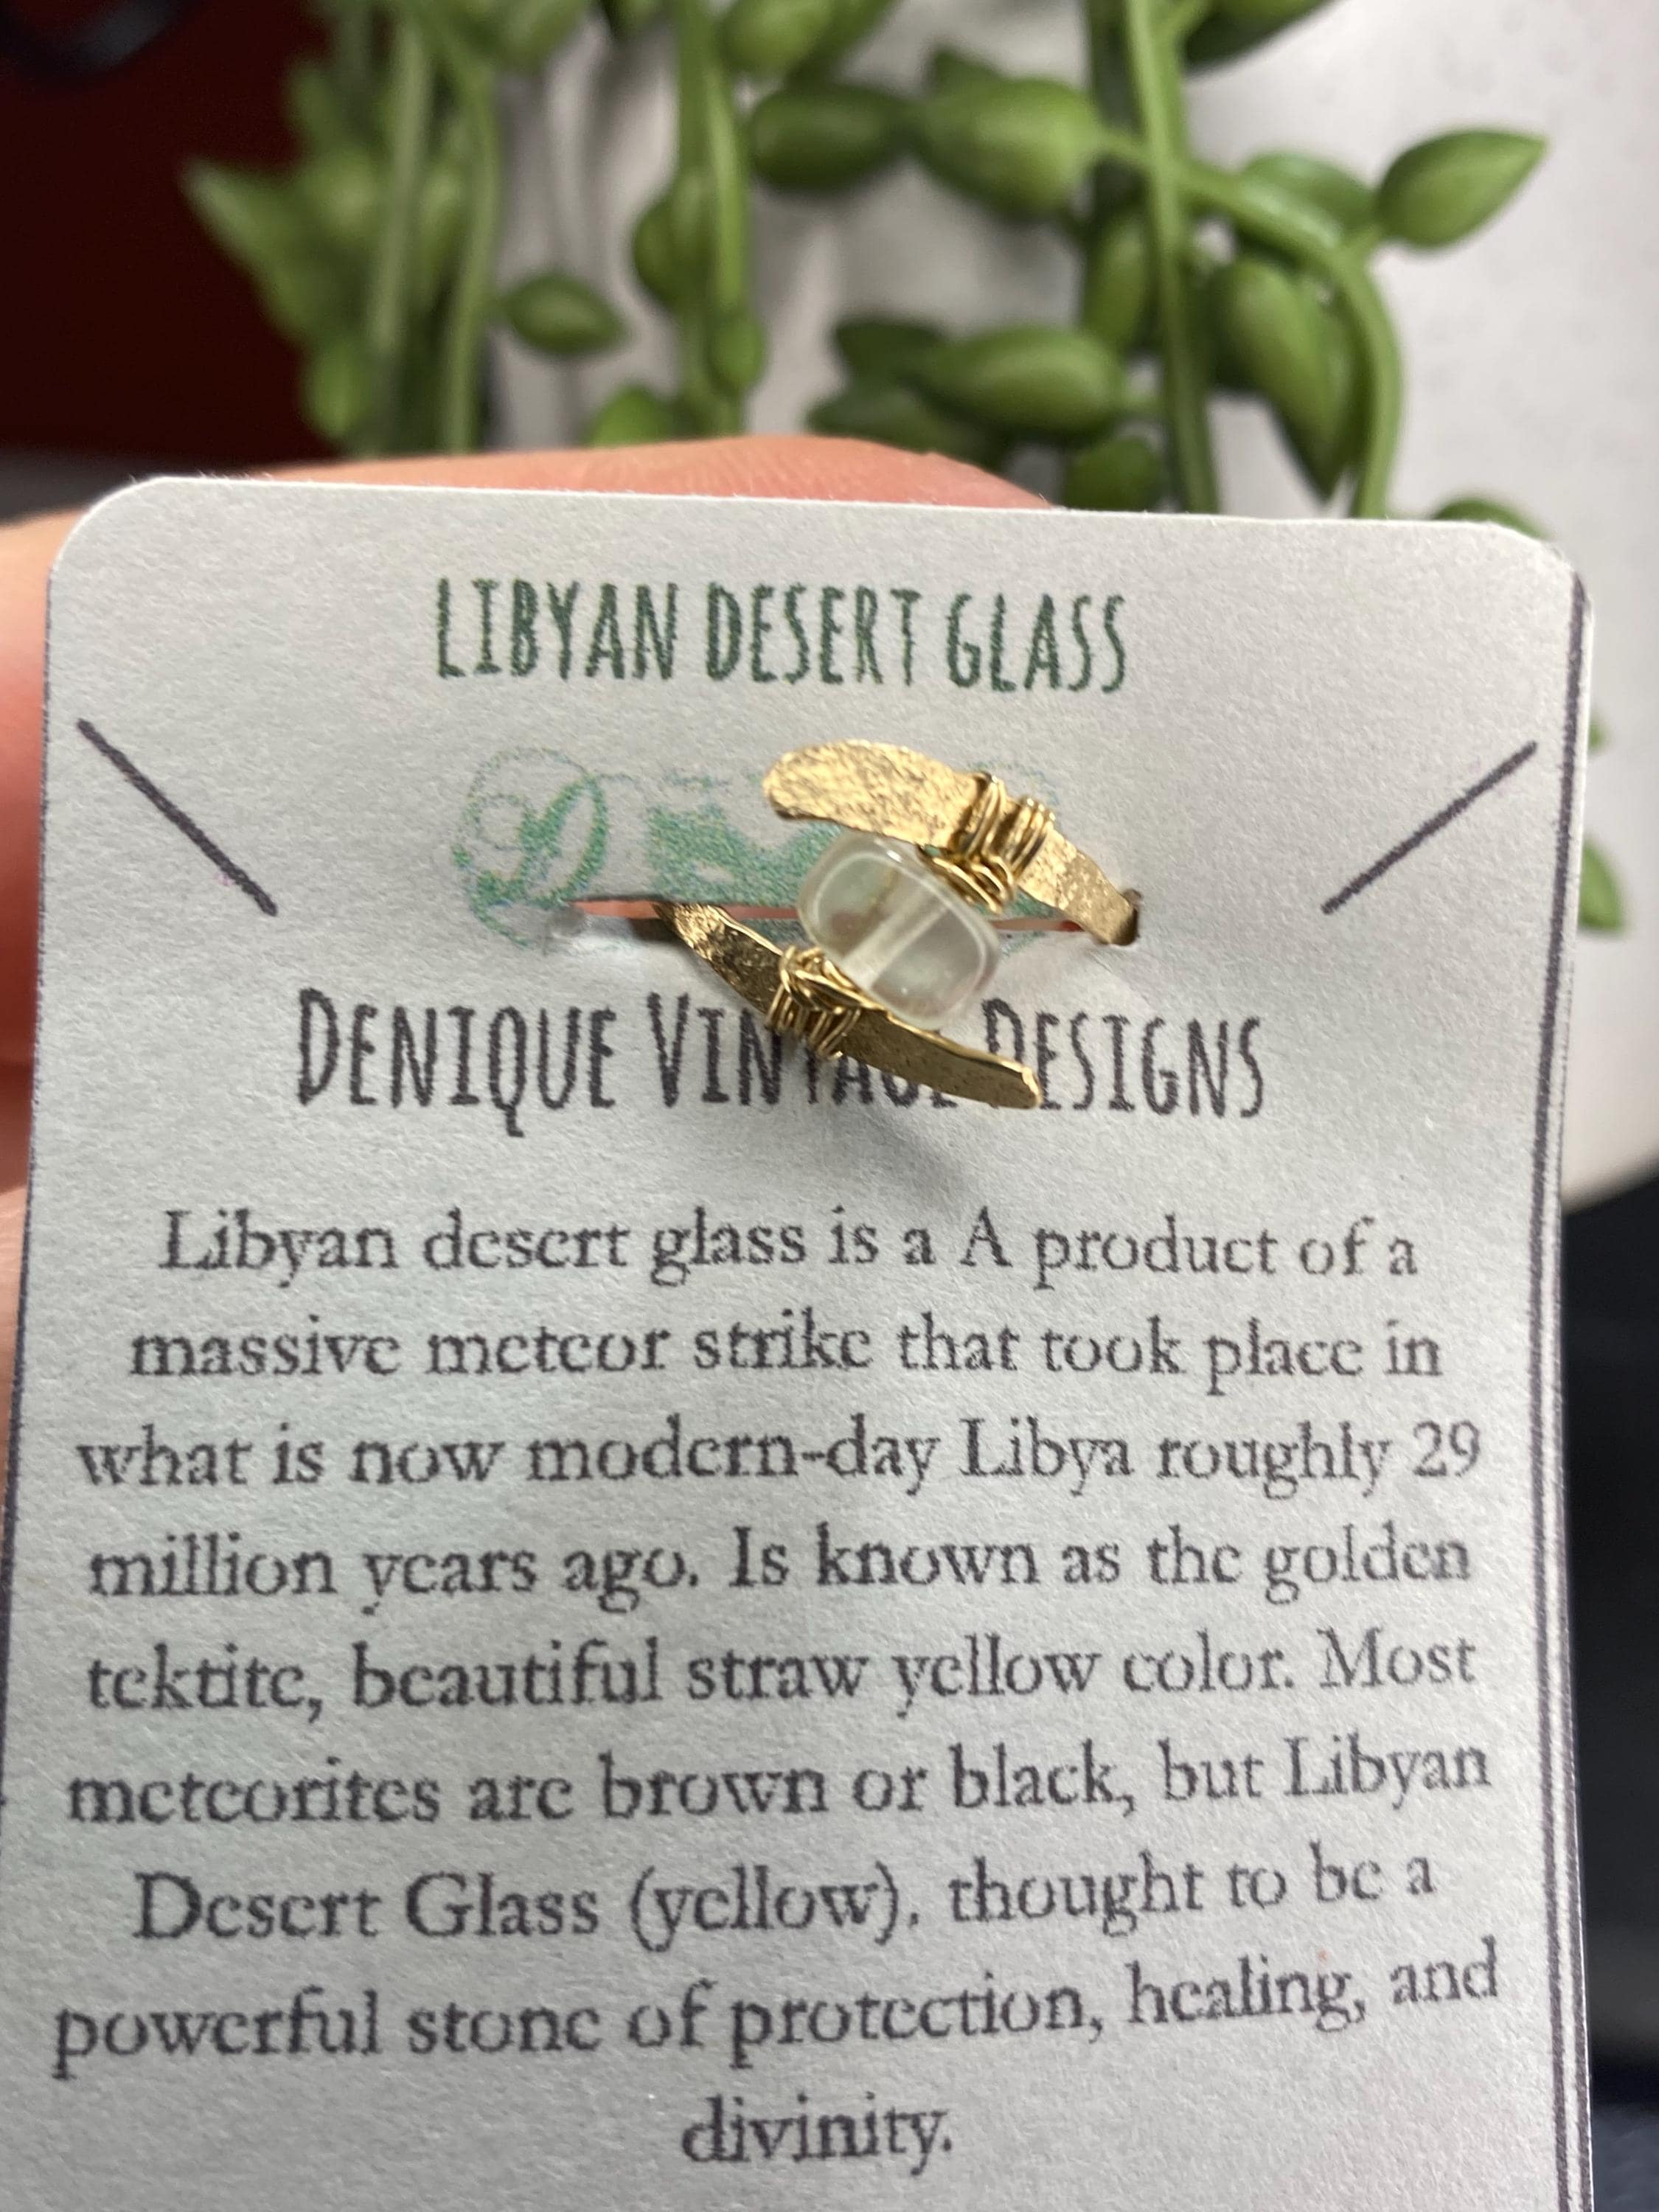 LIBYAN DESERT GLASS
D
DENIQUE DESIGNS
Libyan desert glass is a A product of a
massive meteor strike that took place in
what is now modern-day Libya roughly 29
million years ago. Is known as the golden
tektite, beautiful straw yellow color. Most
meteorites are brown or black, but Libyan
Desert Glass (yellow), thought to be a
powerful stone of protection, healing, and
divinity.